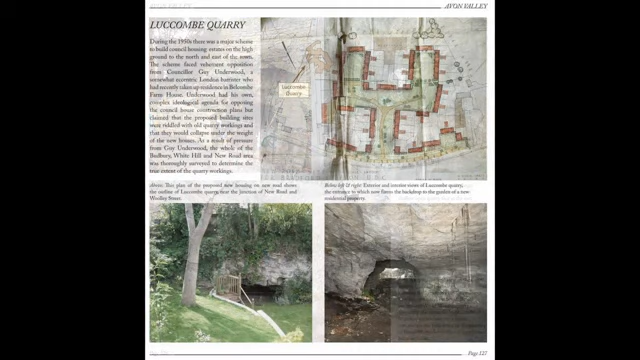 AVON VALLEY
LUCCOMBE QUARRY
During the 1950s there was a major scheme
to build council housing estates on the high
ground to the north and east of the town.
The scheme faced vehement opposition
from Councillor Guy Underwood, a
somewhat eccentric London barrister who
had recently taken up residence in Belcombe
Farm House. Underwood had his own,
complex ideological agenda for opposing
the council house construction plans but
claimed that the proposed building sites
were riddled with old quarry workings and
that they would collapse under the weight
of the new houses. As a result of pressure
from Guy Underwood, the whole of the
Budbury, White Hill and New Road area
was thoroughly surveyed to determine the
true extent of the quarry workings.
Luccombe
Quarry
Above: This plan of the proposed new housing on new road shows
the outline of Luccombe quarry, near the junction of New Road and
Woolley Street.
Below left & right: Exterior and interior views of Luccombe quarry,
the entrance to which now forms the backdrop to the garden of a new
residential property.
Page 127